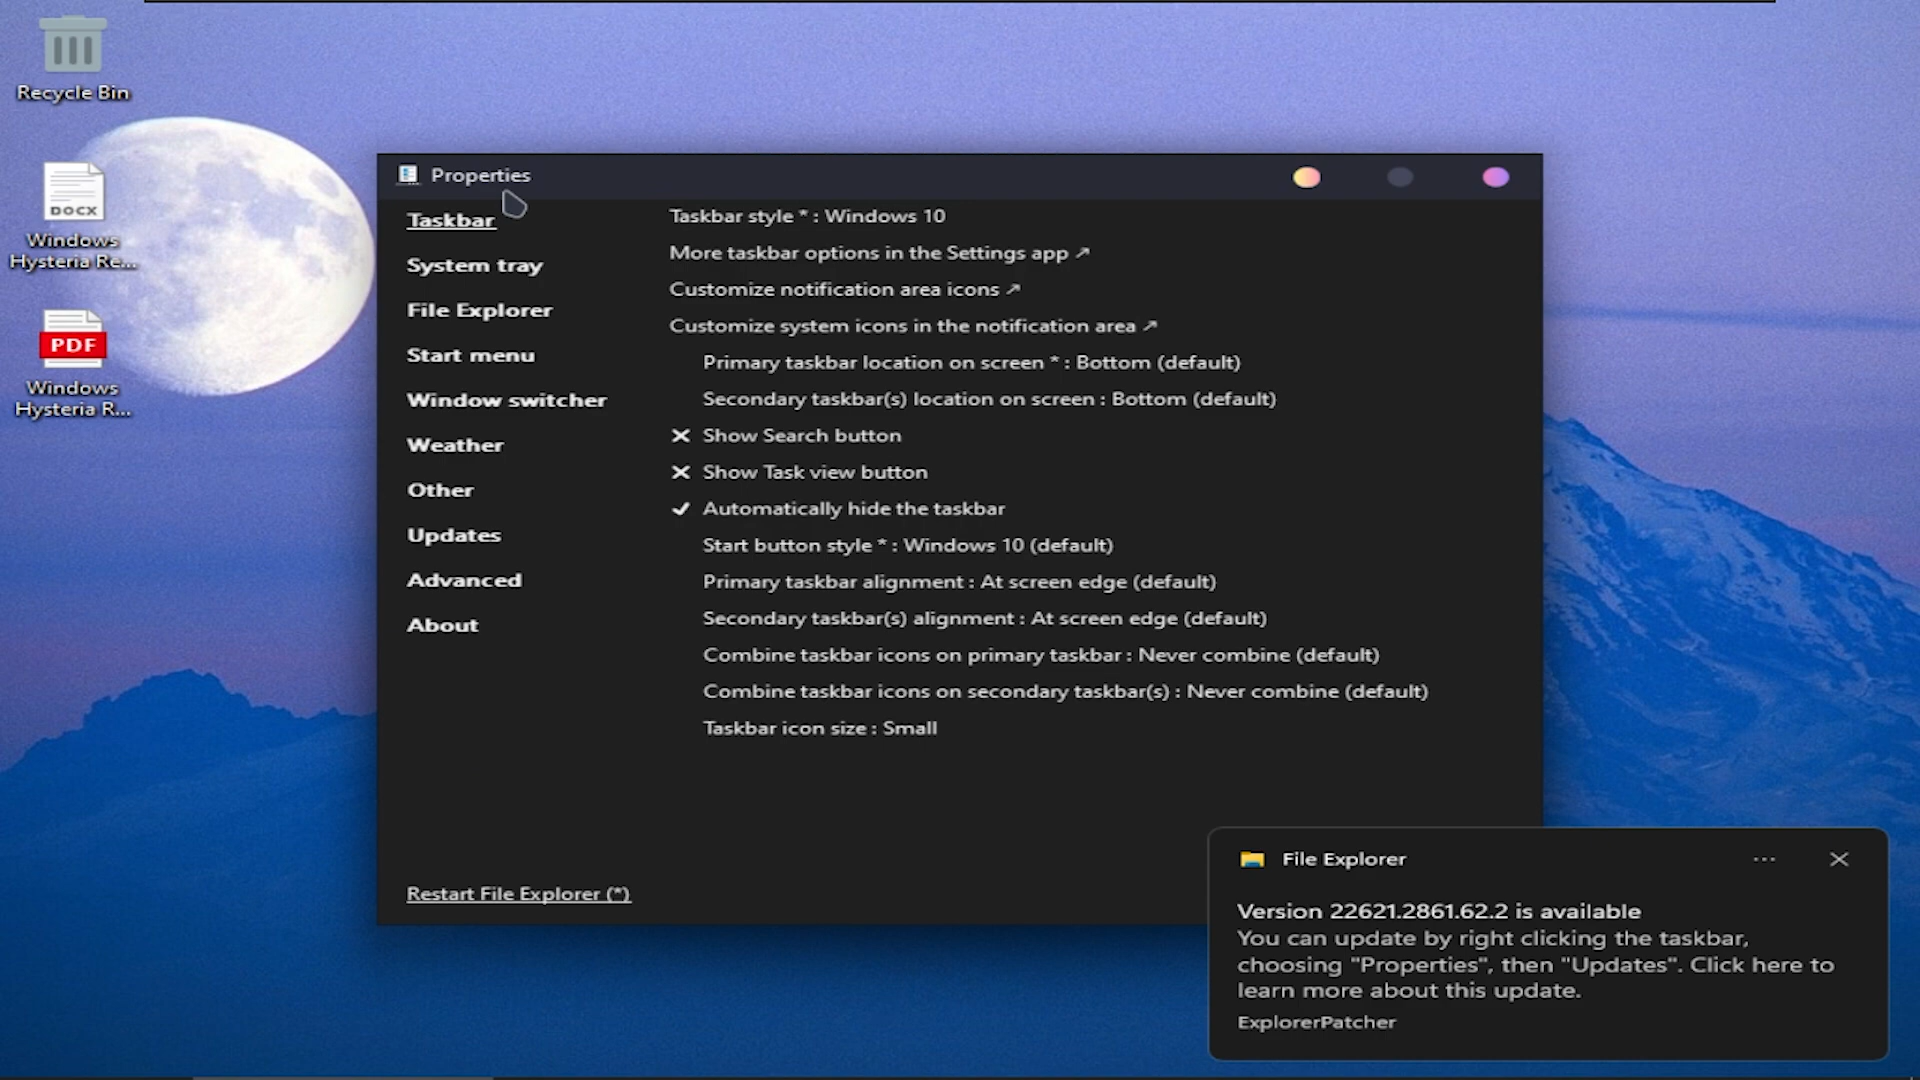 Recycle Bin
DOCX
Windows
Hysteria Re...
PDF
Windows
Hysteria R...
Properties
Taskbar
System tray
File Explorer
Start menu
Window switcher
Weather
Other
Updates
Advanced
About
Restart File Explorer (*)
Taskbar style * : Windows 10
More taskbar options in the Settings app ↗
Customize notification area icons ↗
Customize system icons in the notification area ↗
Primary taskbar location on screen * : Bottom (default)
Secondary taskbar(s) location on screen : Bottom (default)
Show Search button
Show Task view button
Automatically hide the taskbar
Start button style * : Windows 10 (default)
Primary taskbar alignment : At screen edge (default)
Secondary taskbar(s) alignment : At screen edge (default)
Combine taskbar icons on primary taskbar : Never combine (default)
Combine taskbar icons on secondary taskbar(s) : Never combine (default)
Taskbar icon size : Small
File Explorer
Version 22621.2861.62.2 is available
You can update by right clicking the taskbar,
choosing "Properties", then "Updates". Click here to
learn more about this update.
ExplorerPatcher